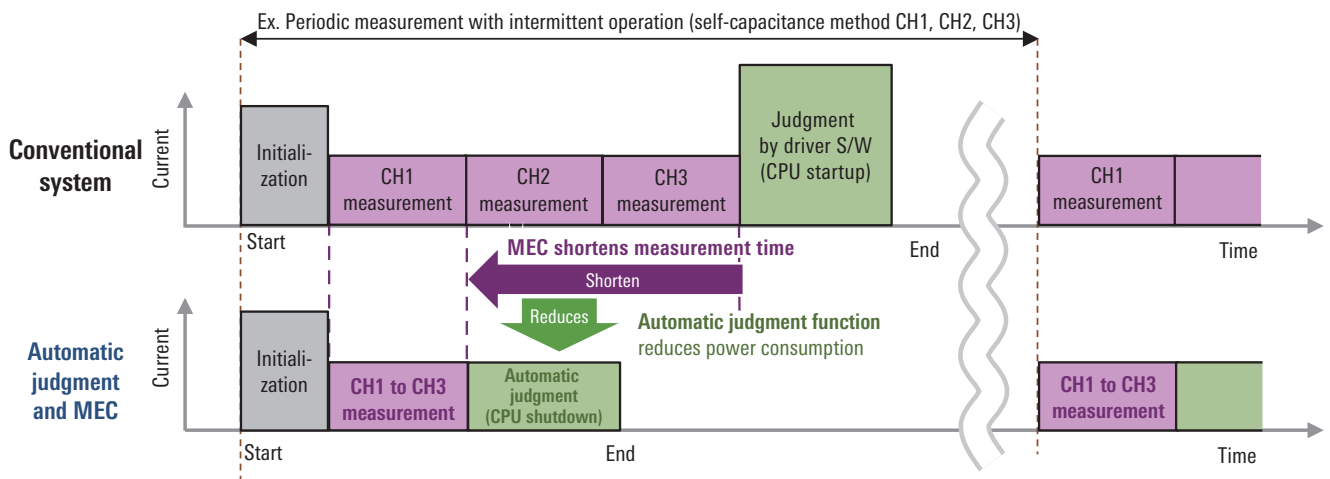 Ex. Periodic measurement with intermittent operation (self-capacitance method CH1, CH2, CH3)
Conventional
system
Current
Initiali-
zation
CH1
measurement
CH2
measurement
CH3
measurement
Judgment
by driver S/W
(CPU startup)
CH1
measurement
Start
End
Time
MEC shortens measurement time
Shorten
Reduces
Automatic judgment function
reduces power consumption
Automatic
judgment
and MEC
Current
Initiali-
zation
CH1 to CH3
measurement
Automatic
judgment
(CPU shutdown)
CH1 to CH3
measurement
Start
End
Time